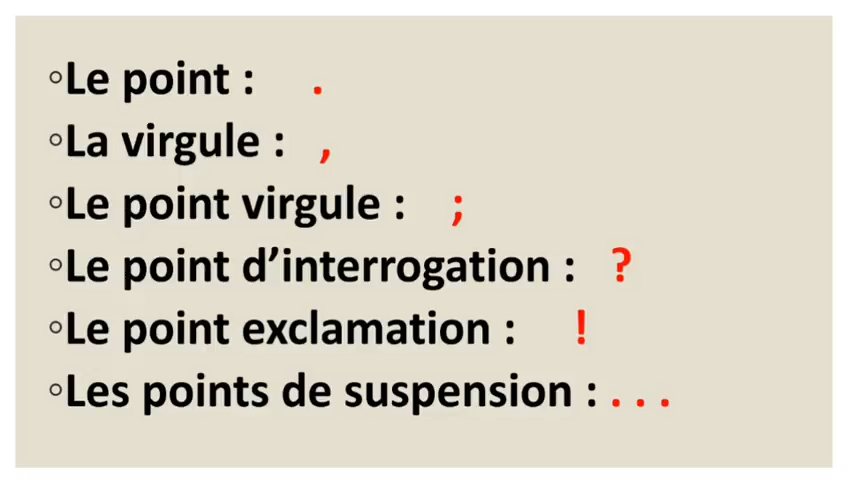 ◦Le point : .
◦La virgule : ,
◦Le point virgule : ;
◦Le point d’interrogation : ?
◦Le point exclamation : !
◦Les points de suspension : . . .